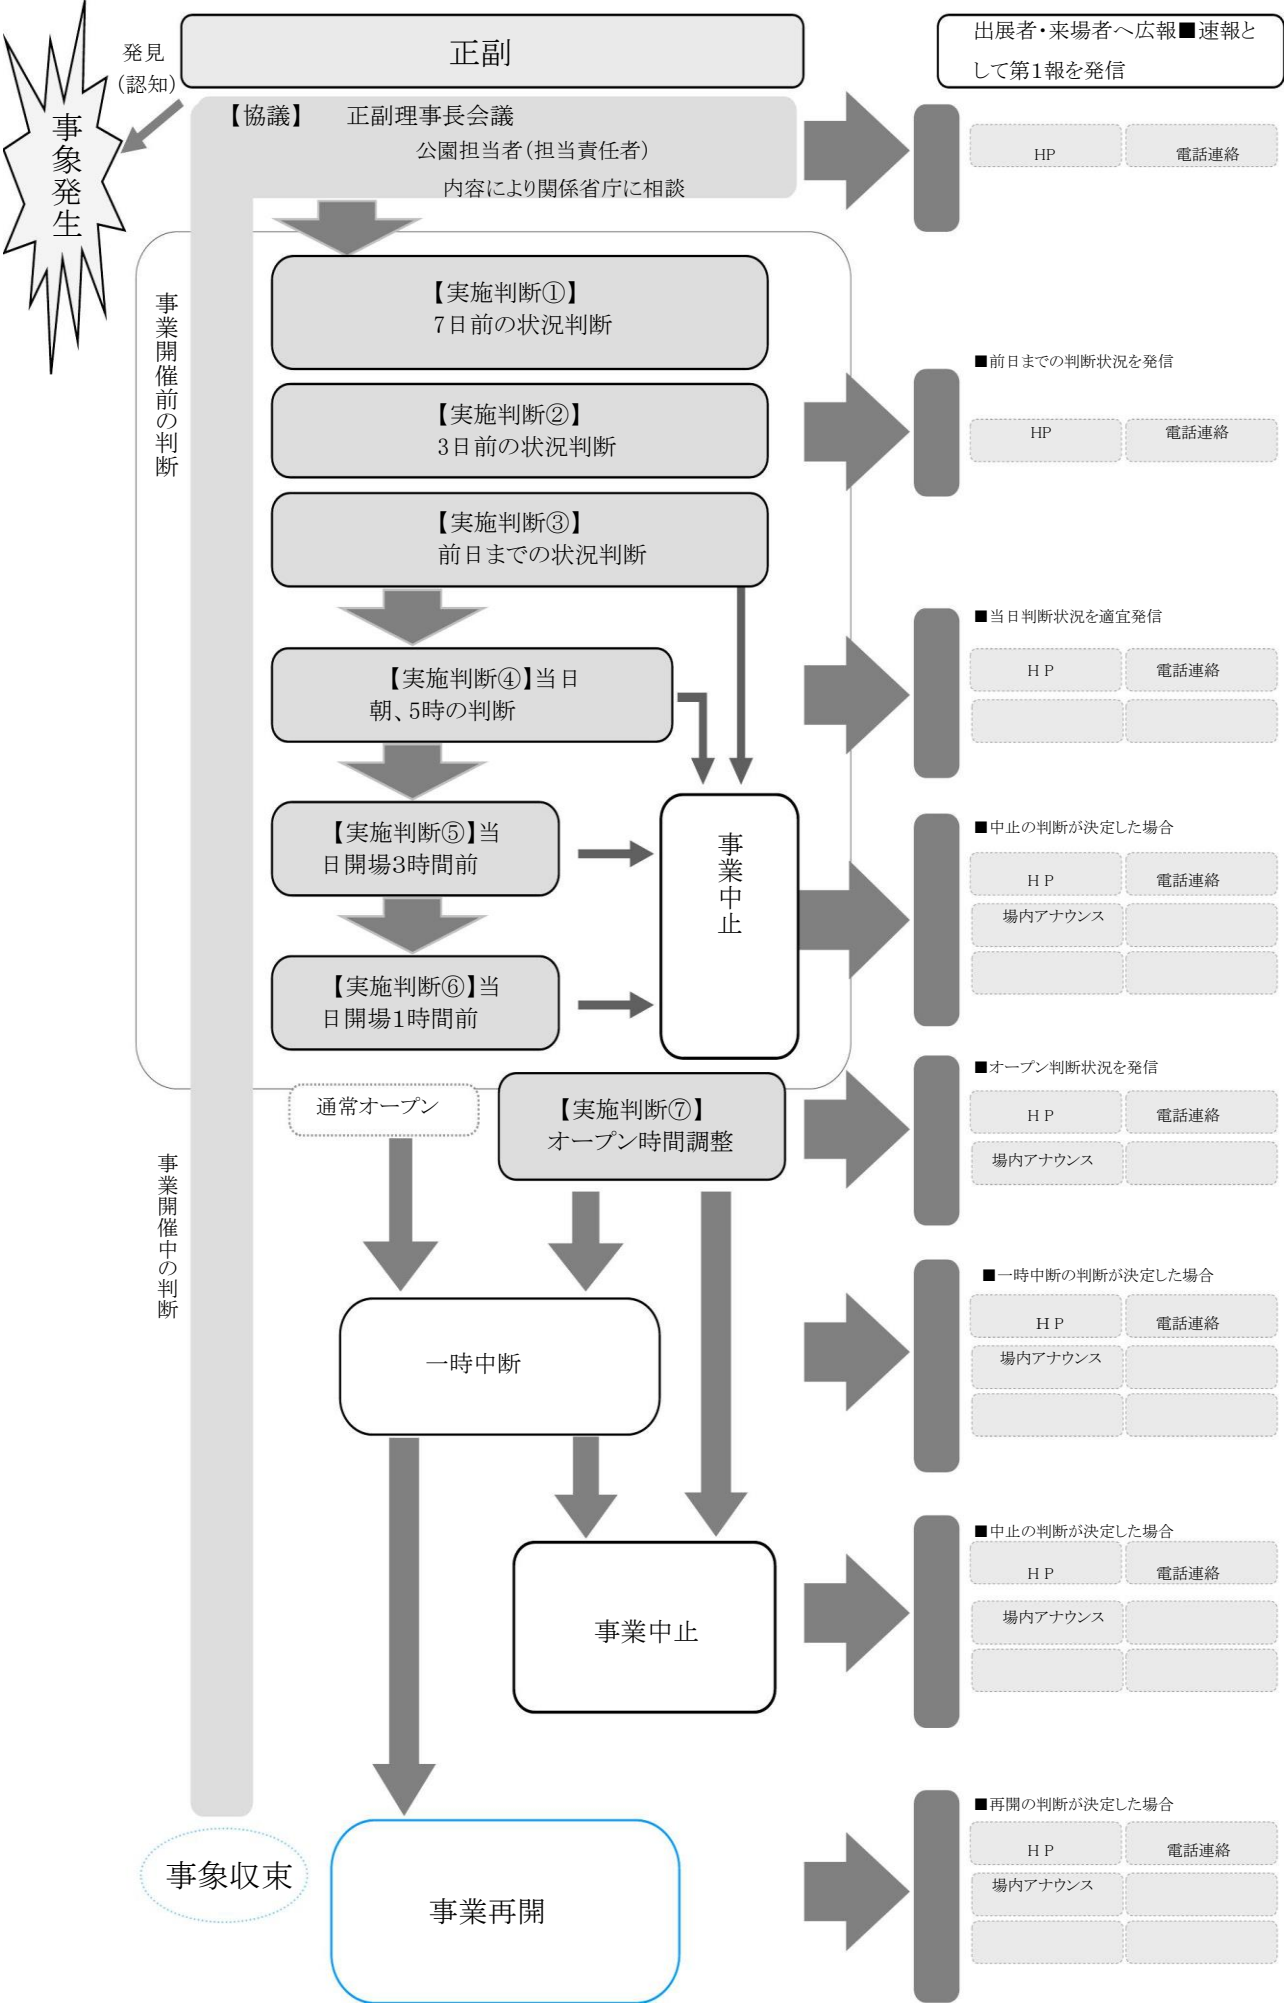 正副
出展者・来場者へ広報■速報と
して第1報を発信
発見
（認知）
事象発生
【協議】　正副理事長会議
公園担当者（担当責任者）
内容により関係省庁に相談
HP
電話連絡
事業開催前の判断
【実施判断①】
7日前の状況判断
■前日までの判断状況を発信
【実施判断②】
3日前の状況判断
HP
電話連絡
【実施判断③】
前日までの状況判断
■当日判断状況を適宜発信
【実施判断④】当日
朝、5時の判断
ＨＰ
電話連絡
【実施判断⑤】当
日開場3時間前
事業中止
■中止の判断が決定した場合
ＨＰ
電話連絡
場内アナウンス
【実施判断⑥】当
日開場1時間前
通常オープン
【実施判断⑦】
オープン時間調整
■オープン判断状況を発信
ＨＰ
電話連絡
場内アナウンス
事業開催中の判断
一時中断
■一時中断の判断が決定した場合
ＨＰ
電話連絡
場内アナウンス
事業中止
■中止の判断が決定した場合
ＨＰ
電話連絡
場内アナウンス
事象収束
事業再開
■再開の判断が決定した場合
ＨＰ
電話連絡
場内アナウンス